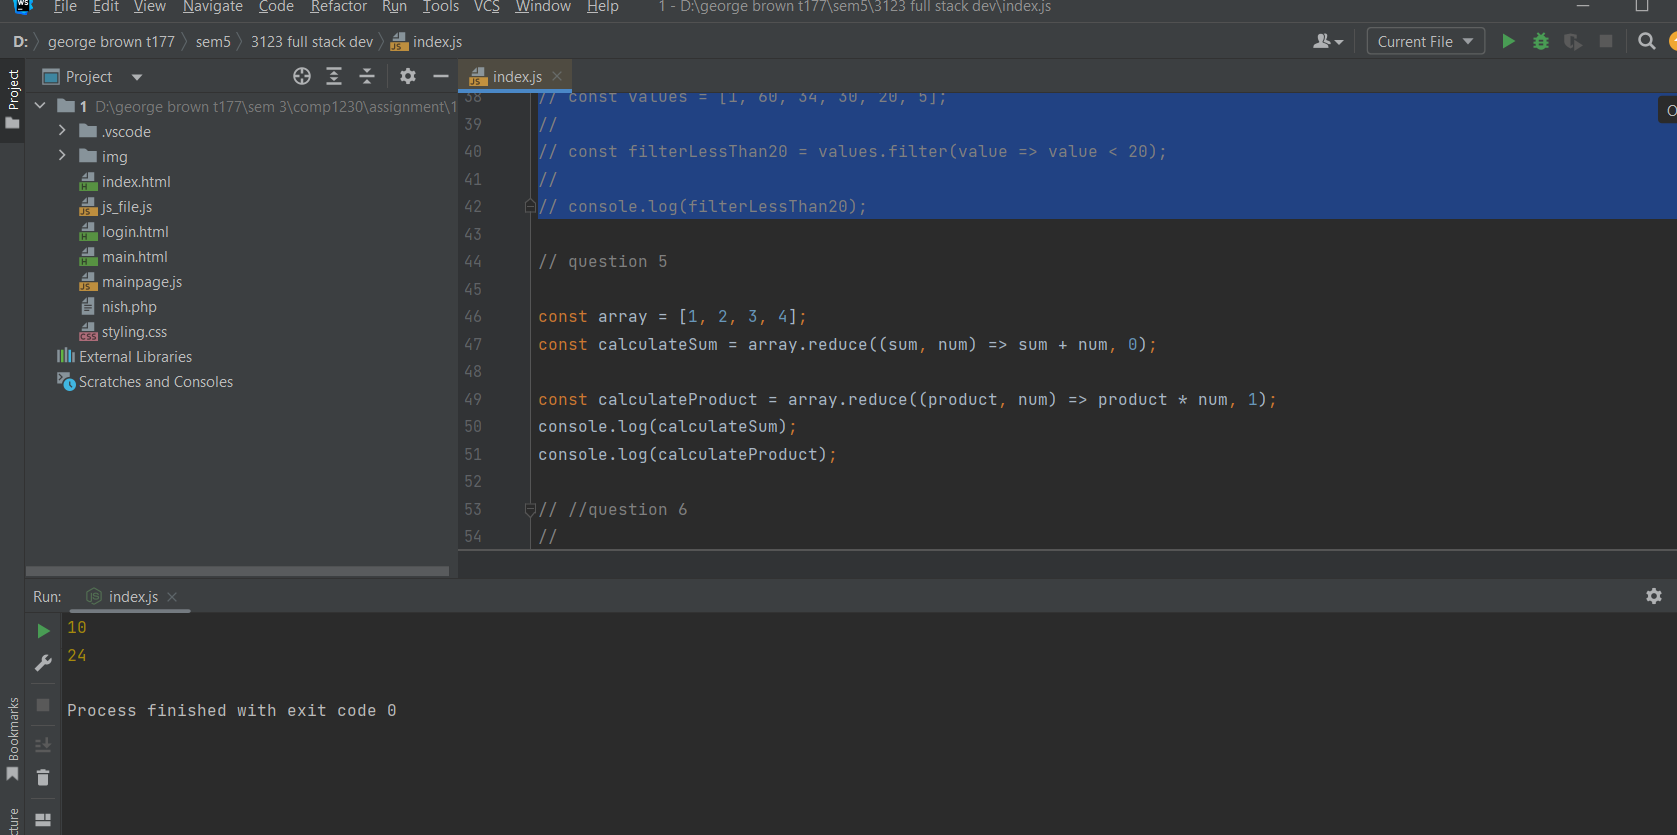 WS File Edit View Navigate Code Refactor Run Tools VCS Window Help 1 - D:\george brown t177\sem5\3123 full stack dev\index.js
D: george brown t177 sem5 3123 full stack dev index.js Current File
Project
Project
index.js
1 D:\george brown t177\sem 3\comp1230\assignment\1
.vscode
img
index.html
js_file.js
login.html
main.html
mainpage.js
nish.php
styling.css
External Libraries
Scratches and Consoles
38 // const values = [1, 60, 34, 30, 20, 5];
39 //
40 // const filterLessThan20 = values.filter(value => value < 20);
41 //
42 // console.log(filterLessThan20);
43
44 // question 5
45
46 const array = [1, 2, 3, 4];
47 const calculateSum = array.reduce((sum, num) => sum + num, 0);
48
49 const calculateProduct = array.reduce((product, num) => product * num, 1);
50 console.log(calculateSum);
51 console.log(calculateProduct);
52
53 // //question 6
54 //
Run: index.js
10
24
Process finished with exit code 0
Bookmarks